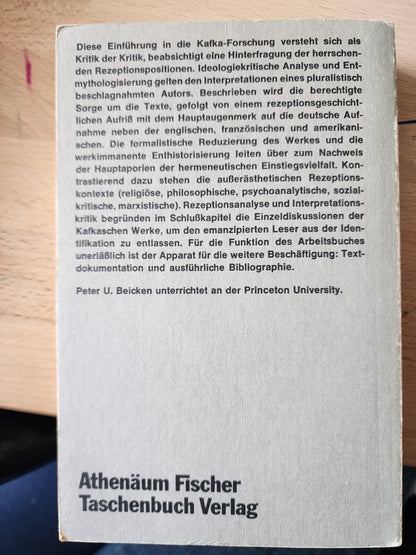 Diese Einführung in die Kafka-Forschung versteht sich als
Kritik der Kritik, beabsichtigt eine Hinterfragung der herrschen-
den Rezeptionspositionen. Ideologiekritische Analyse und Ent-
mythologisierung gelten den Interpretationen eines pluralistisch
beschlagnahmten Autors. Beschrieben wird die berechtigte
Sorge um die Texte, gefolgt von einem rezeptionsgeschicht-
lichen Aufriß mit dem Hauptaugenmerk auf die deutsche Auf-
nahme neben der englischen, französischen und amerikani-
schen. Die formalistische Reduzierung des Werkes und die
werkimmanente Enthistorisierung leiten über zum Nachweis
der Hauptaporien der hermeneutischen Einstiegsvielfalt. Kon-
trastierend dazu stehen die außerästhetischen Rezeptions-
kontexte (religiöse, philosophische, psychoanalytische, sozial-
kritische, marxistische). Rezeptionsanalyse und Interpretations-
kritik begründen im Schlußkapitel die Einzeldiskussionen der
Kafkaschen Werke, um den emanzipierten Leser aus der Iden-
tifikation zu entlassen. Für die Funktion des Arbeitsbuches
unerläßlich ist der Apparat für die weitere Beschäftigung: Text-
dokumentation und ausführliche Bibliographie.
Peter U. Beicken unterrichtet an der Princeton University.
Athenäum Fischer
Taschenbuch Verlag